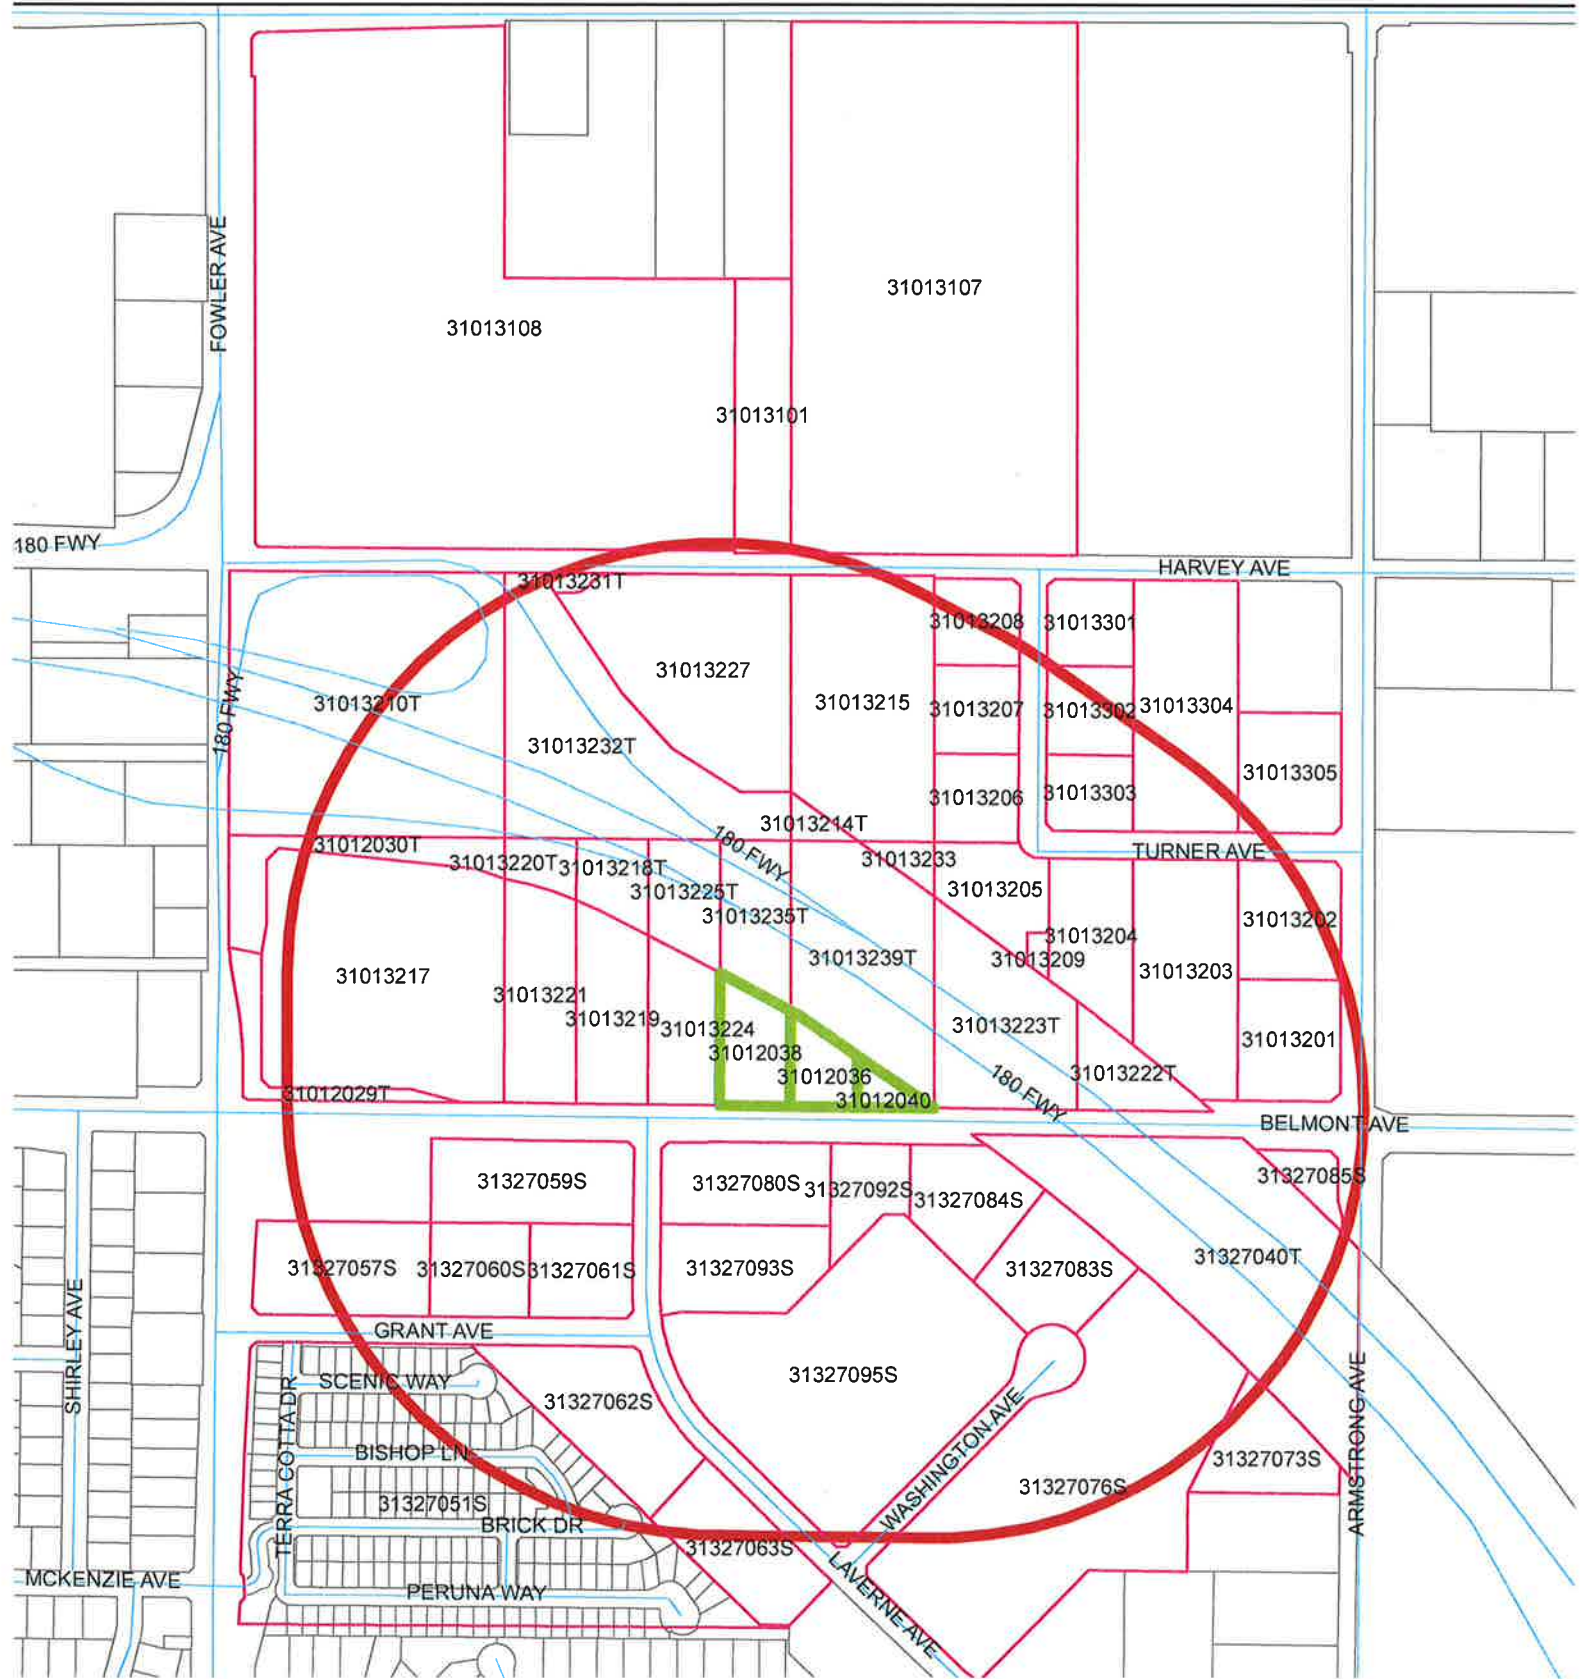 FOWLER AVE
31013107
31013108
31013101
180 FWY
HARVEY AVE
31013231T
31013208
31013301
31013227
180 FWY
31013210T
31013215
31013207
31013302
31013304
31013232T
31013305
31013206
31013303
31013214T
31012030T
180 FWY
31013220T
31013218T
31013233
TURNER AVE
31013225T
31013205
31013235T
31013202
31013204
31013239T
31013209
31013217
31013203
31013221
31013219
31013224
31013223T
31013201
31012038
31012036
31013222T
180 FWY
31012029T
31012040
BELMONT AVE
31327059S
31327080S
31327092S
31327084S
31327085S
31327057S
31327060S
31327061S
31327093S
31327083S
31327040T
SHIRLEY AVE
GRANT AVE
SCENIC WAY
31327095S
31327062S
TERRA COTTA DR
BISHOP LN
WASHINGTON AVE
ARMSTRONG AVE
31327073S
31327076S
31327051S
BRICK DR
31327063S
MCKENZIE AVE
PERUNA WAY
LAVERNE AVE